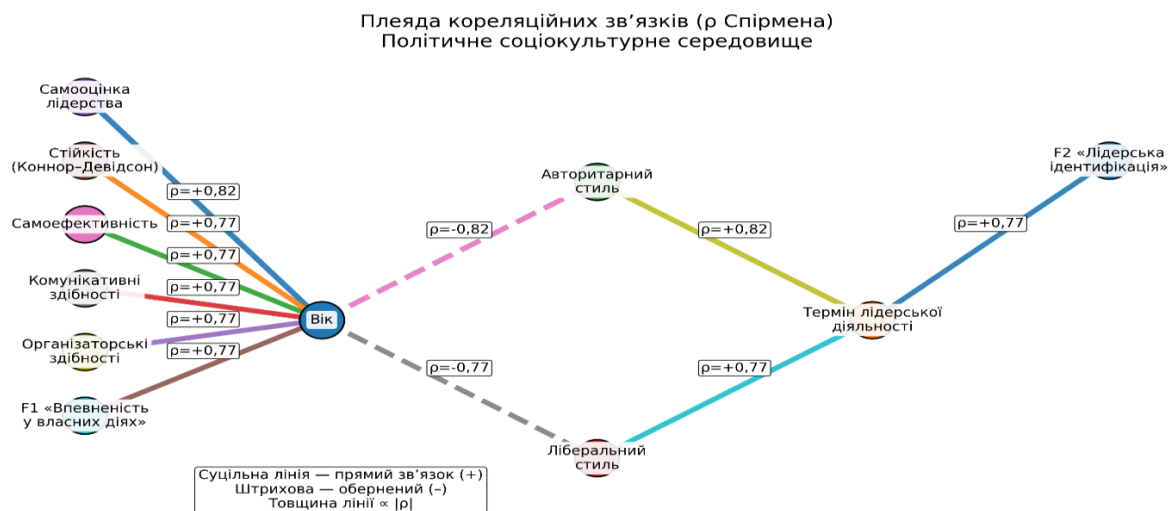 Плеяда кореляційних зв’язків (ρ Спірмена)
Політичне соціокультурне середовище
Самооцінка
лідерства
Стійкість
(Коннор–Девідсон)
Самоефективність
Комунікативні
здібності
Організаторські
здібності
F1 «Впевненість
у власних діях»
ρ=+0,82
ρ=+0,77
ρ=+0,77
ρ=+0,77
ρ=+0,77
ρ=+0,77
Вік
ρ=-0,82
ρ=-0,77
Авторитарний
стиль
Ліберальний
стиль
ρ=+0,82
ρ=+0,77
Термін лідерської
діяльності
ρ=+0,77
F2 «Лідерська
ідентифікація»
Суцільна лінія — прямий зв’язок (+)
Штрихова — обернений (–)
Товщина лінії ∝ |ρ|